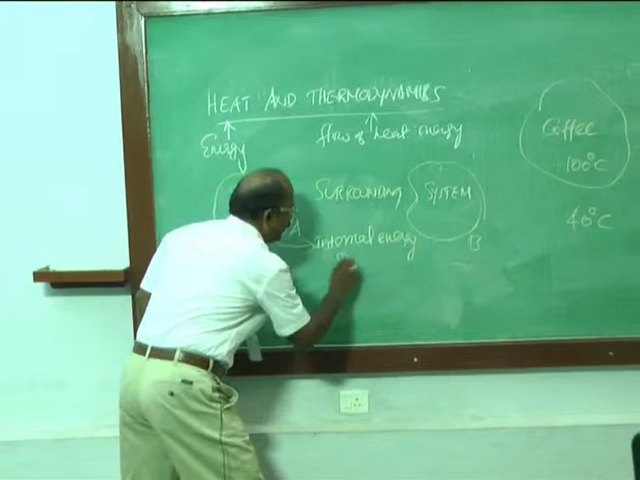 HEAT AND THERMODYNAMICS
Energy
flow of heat energy
Coffee
100°C
SURROUNDING
SYSTEM
40°C
A
Internal energy
B